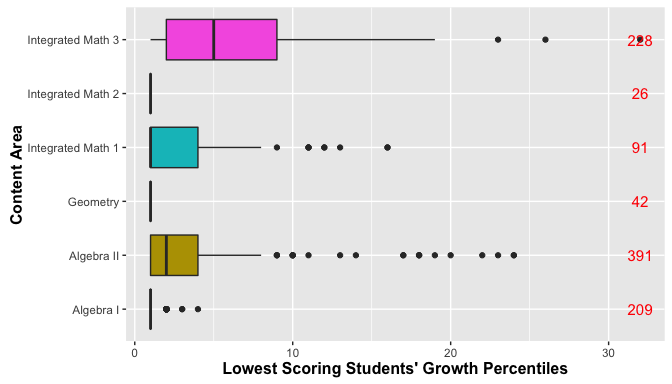 Integrated Math 3
228
Integrated Math 2
26
Integrated Math 1
91
Geometry
42
Algebra II
391
Algebra I
209
Content Area
0 10 20 30
Lowest Scoring Students' Growth Percentiles